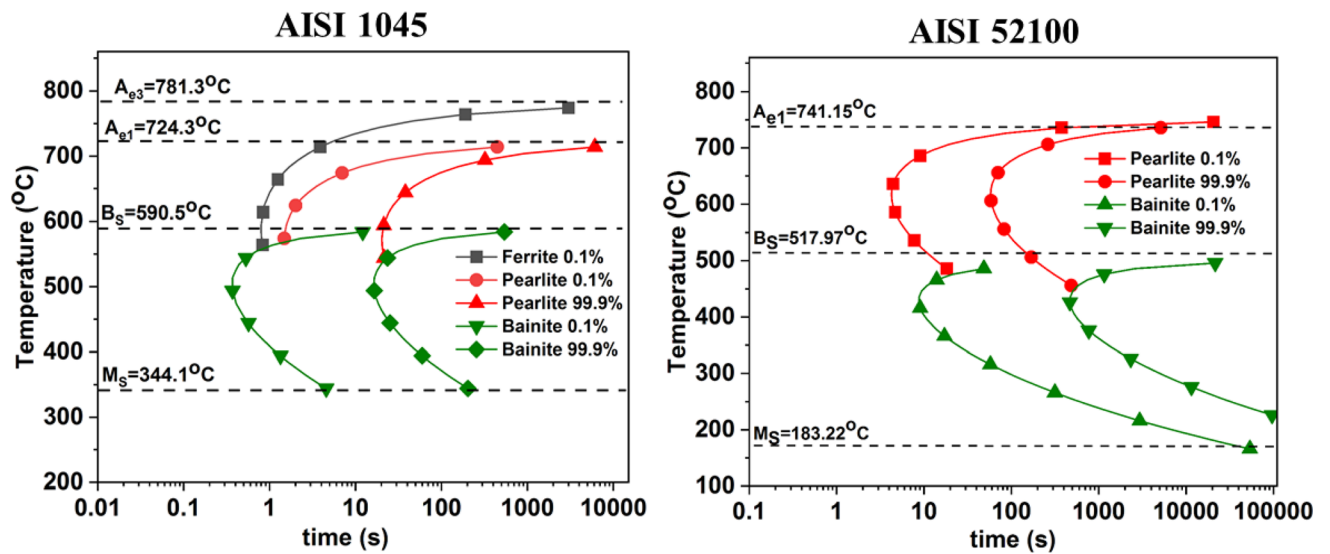 AISI 1045
Temperature (°C)
800
700
600
500
400
300
200
Ae3=781.3°C
Ae1=724.3°C
BS=590.5°C
MS=344.1°C
Ferrite 0.1%
Pearlite 0.1%
Pearlite 99.9%
Bainite 0.1%
Bainite 99.9%
0.01 0.1 1 10 100 1000 10000
time (s)
AISI 52100
Temperature (°C)
800
700
600
500
400
300
200
100
Ae1=741.15°C
BS=517.97°C
MS=183.22°C
Pearlite 0.1%
Pearlite 99.9%
Bainite 0.1%
Bainite 99.9%
0.1 1 10 100 1000 10000 100000
time (s)